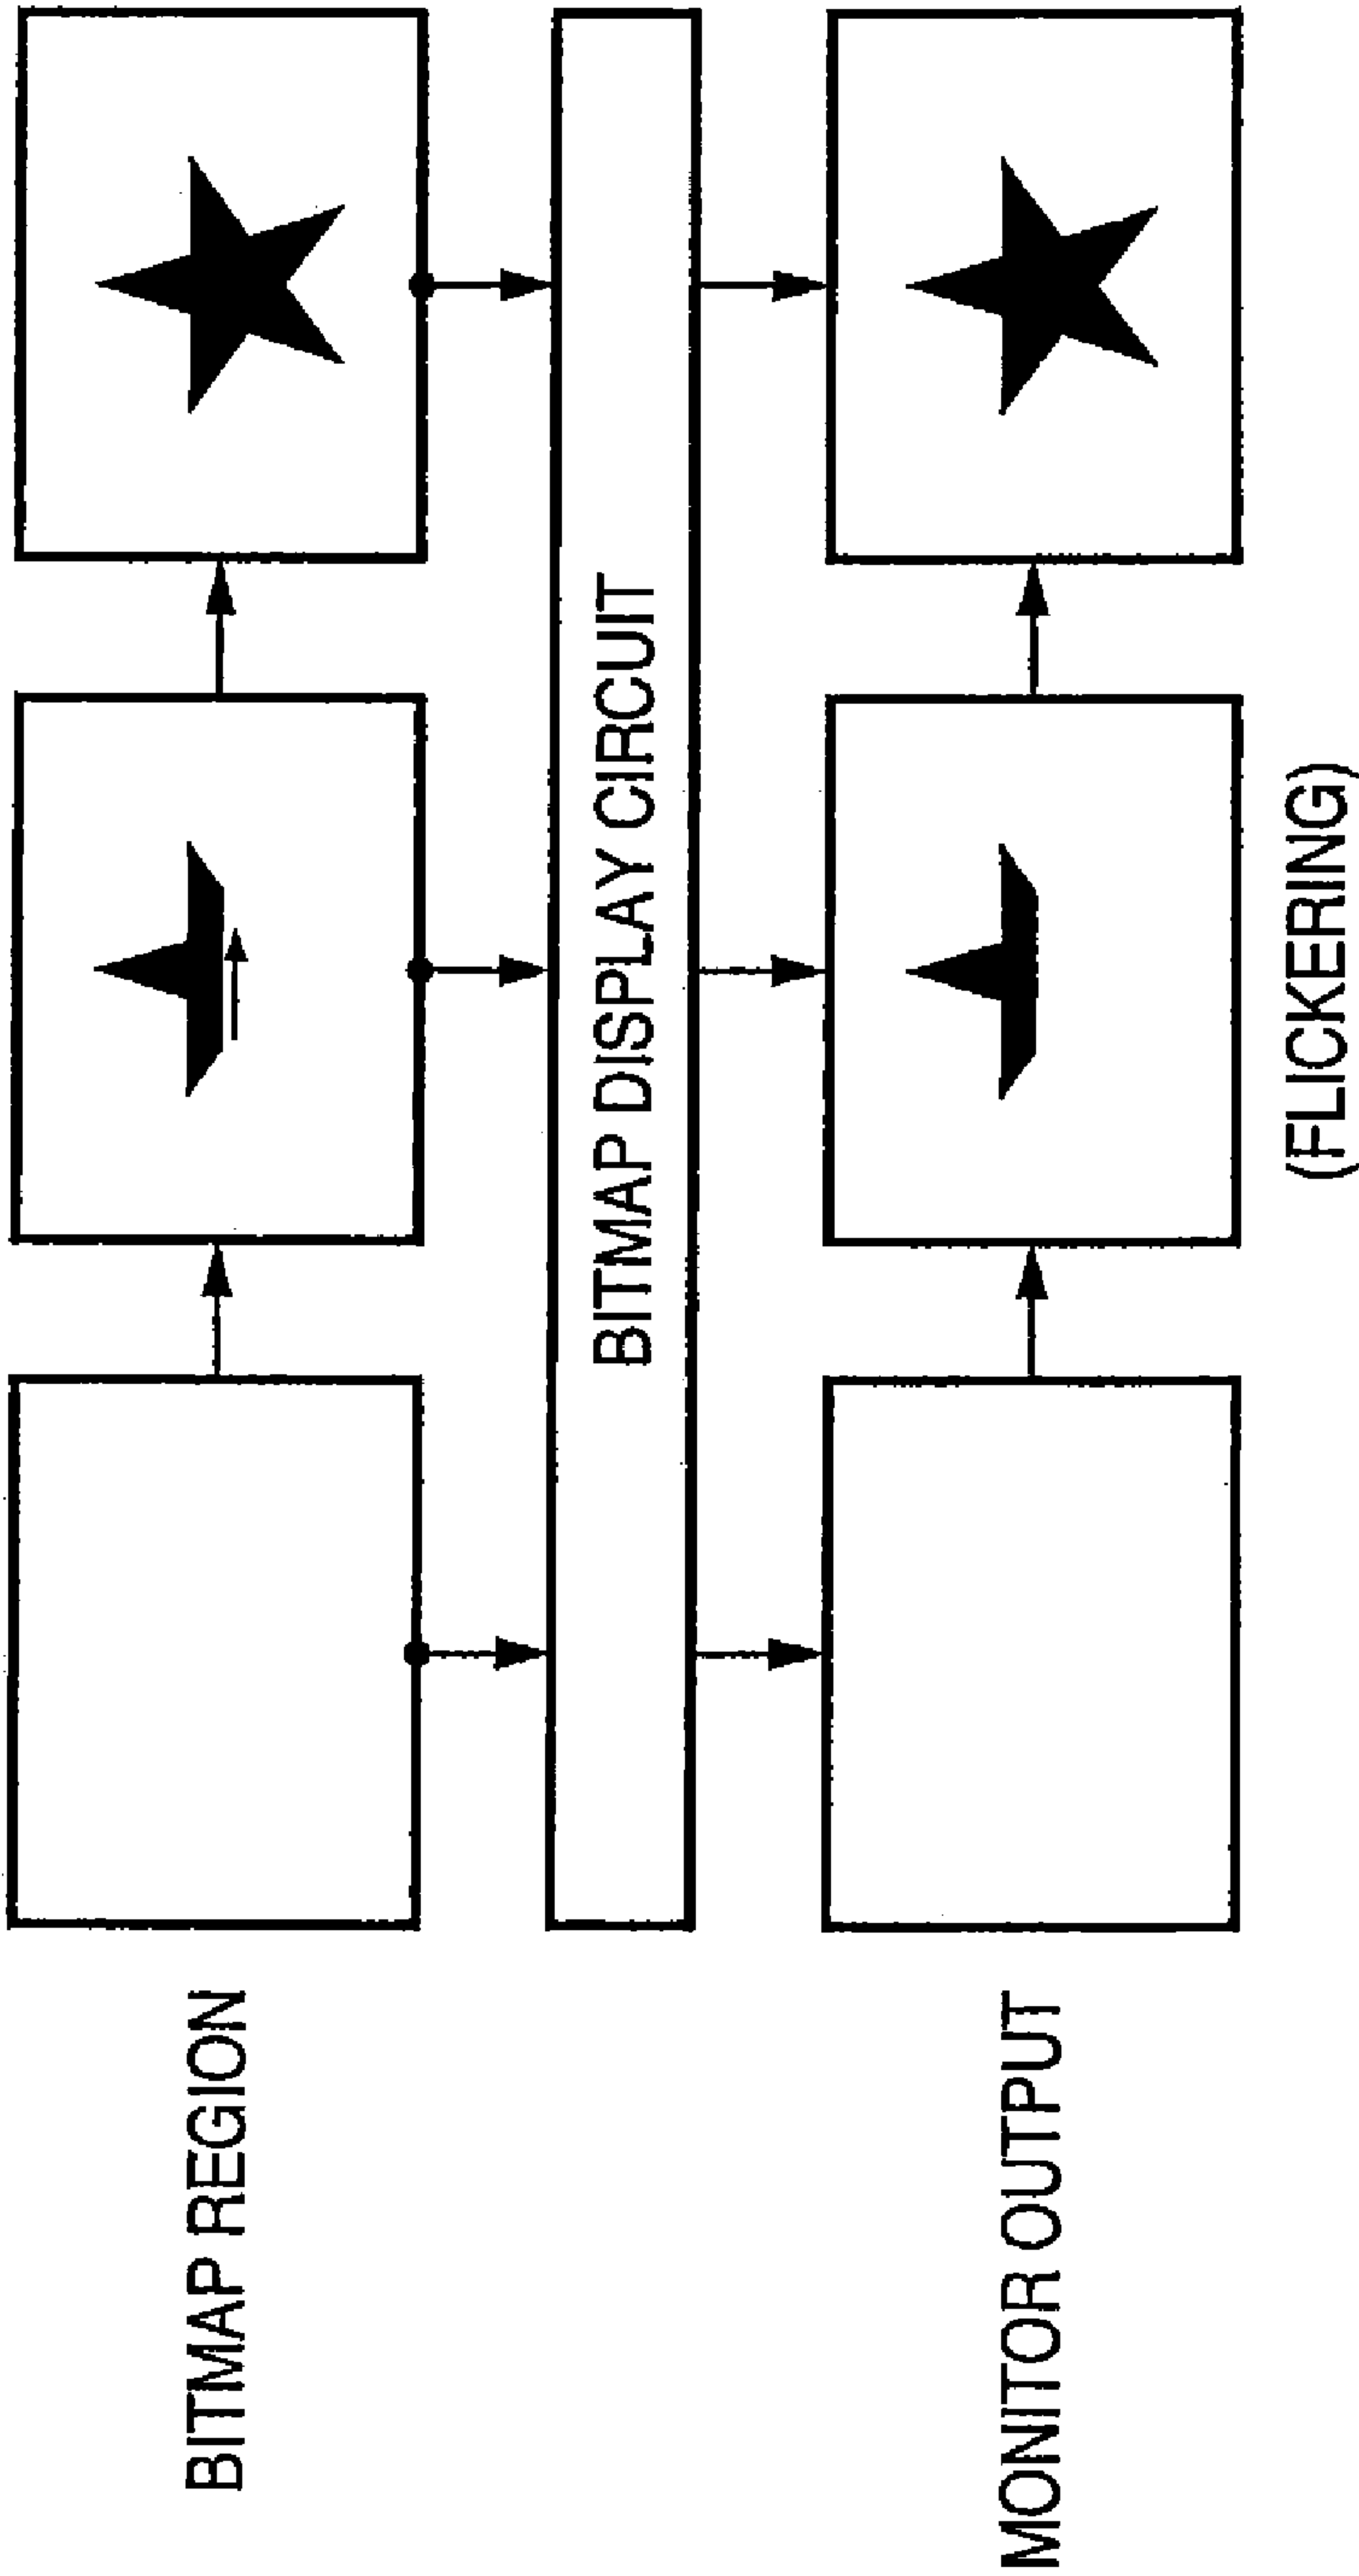 BITMAP REGION
BITMAP DISPLAY CIRCUIT
MONITOR OUTPUT
(FLICKERING)